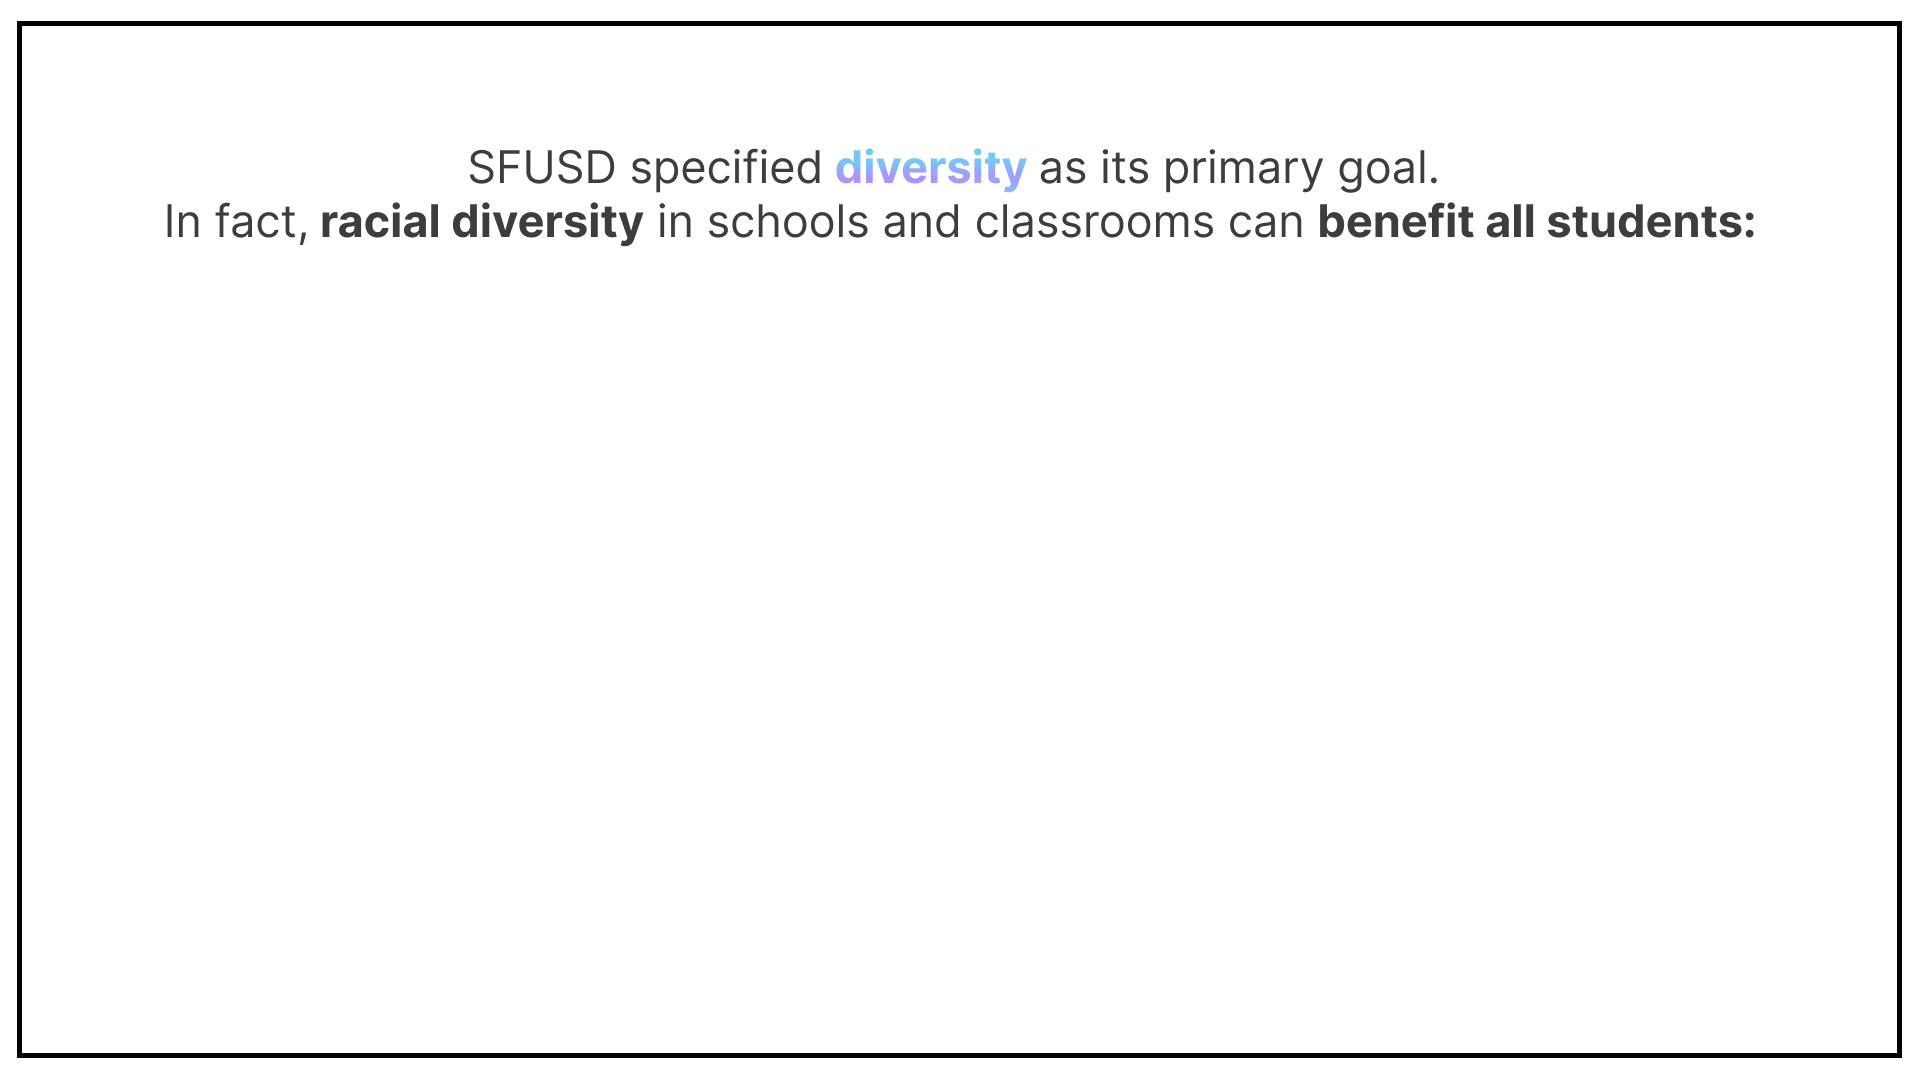 SFUSD specified diversity as its primary goal.
In fact, racial diversity in schools and classrooms can benefit all students: